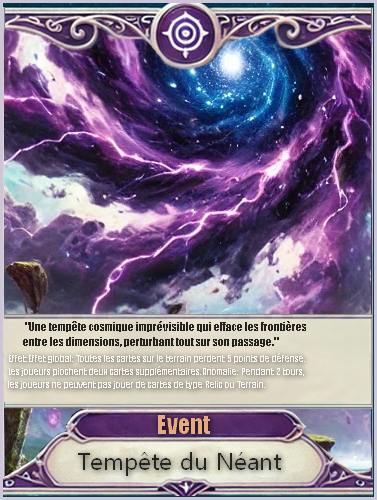 "Une tempête cosmique imprévisible qui efface les frontières
entre les dimensions, perturbant tout sur son passage."
Effet: Effet global: Toutes les cartes sur le terrain perdent 5 points de défense,
les joueurs piochent deux cartes supplémentaires. Anomalie: Pendant 2 tours,
les joueurs ne peuvent pas jouer de cartes de type Relic ou Terrain.
Event
Tempête du Néant